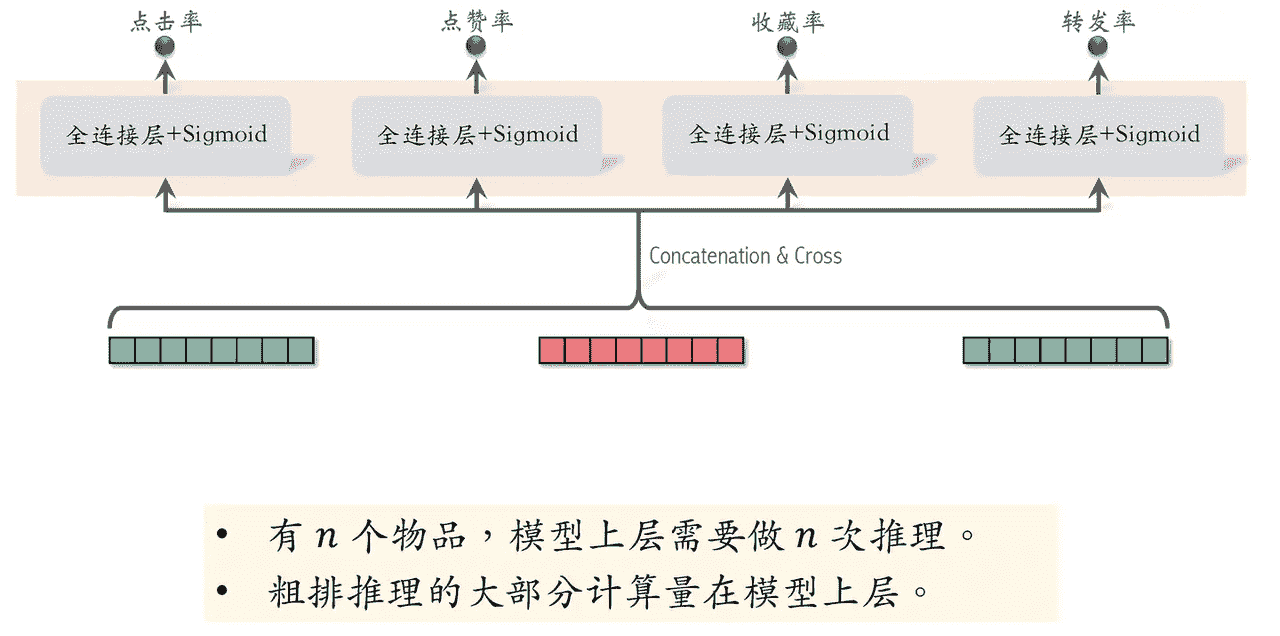 点击率 点赞率 收藏率 转发率
全连接层+Sigmoid 全连接层+Sigmoid 全连接层+Sigmoid 全连接层+Sigmoid
Concatenation & Cross
• 有 n 个物品，模型上层需要做 n 次推理。
• 粗排推理的大部分计算量在模型上层。